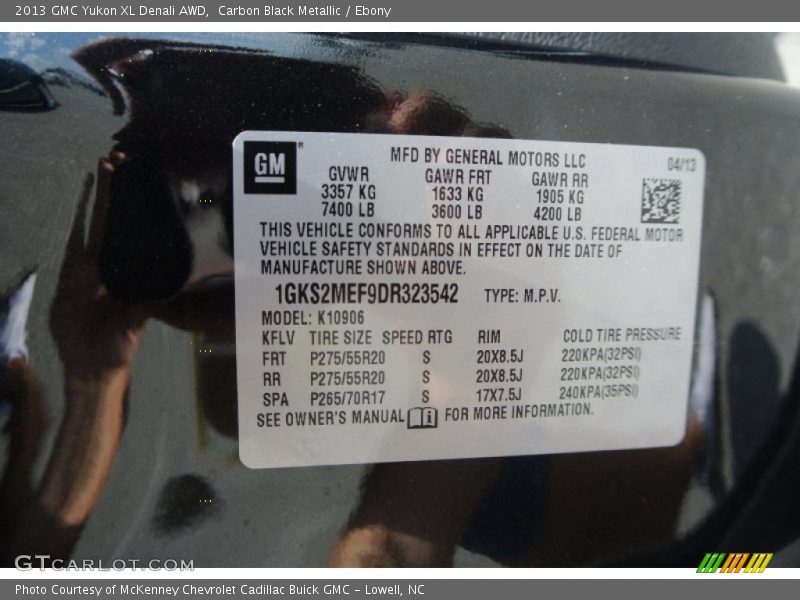 2013 GMC Yukon XL Denali AWD,  Carbon Black Metallic / Ebony
GM
MFD BY GENERAL MOTORS LLC
04/13
GVWR GAWR FRT GAWR RR
3357 KG 1633 KG 1905 KG
7400 LB 3600 LB 4200 LB
THIS VEHICLE CONFORMS TO ALL APPLICABLE U.S. FEDERAL MOTOR
VEHICLE SAFETY STANDARDS IN EFFECT ON THE DATE OF
MANUFACTURE SHOWN ABOVE.
1GKS2MEF9DR323542 TYPE: M.P.V.
MODEL: K10906
KFLV TIRE SIZE SPEED RTG RIM COLD TIRE PRESSURE
FRT P275/55R20 S 20X8.5J 220KPA(32PSI)
RR P275/55R20 S 20X8.5J 220KPA(32PSI)
SPA P265/70R17 S 17X7.5J 240KPA(35PSI)
SEE OWNER'S MANUAL FOR MORE INFORMATION.
GTcarlot.com
Photo Courtesy of McKenney Chevrolet Cadillac Buick GMC - Lowell, NC